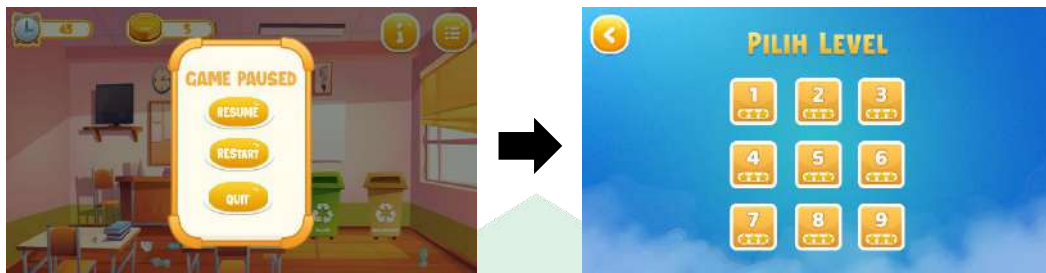 45
5
GAME PAUSED
RESUME
RESTART
QUIT
PILIH LEVEL
1 2 3
4 5 6
7 8 9